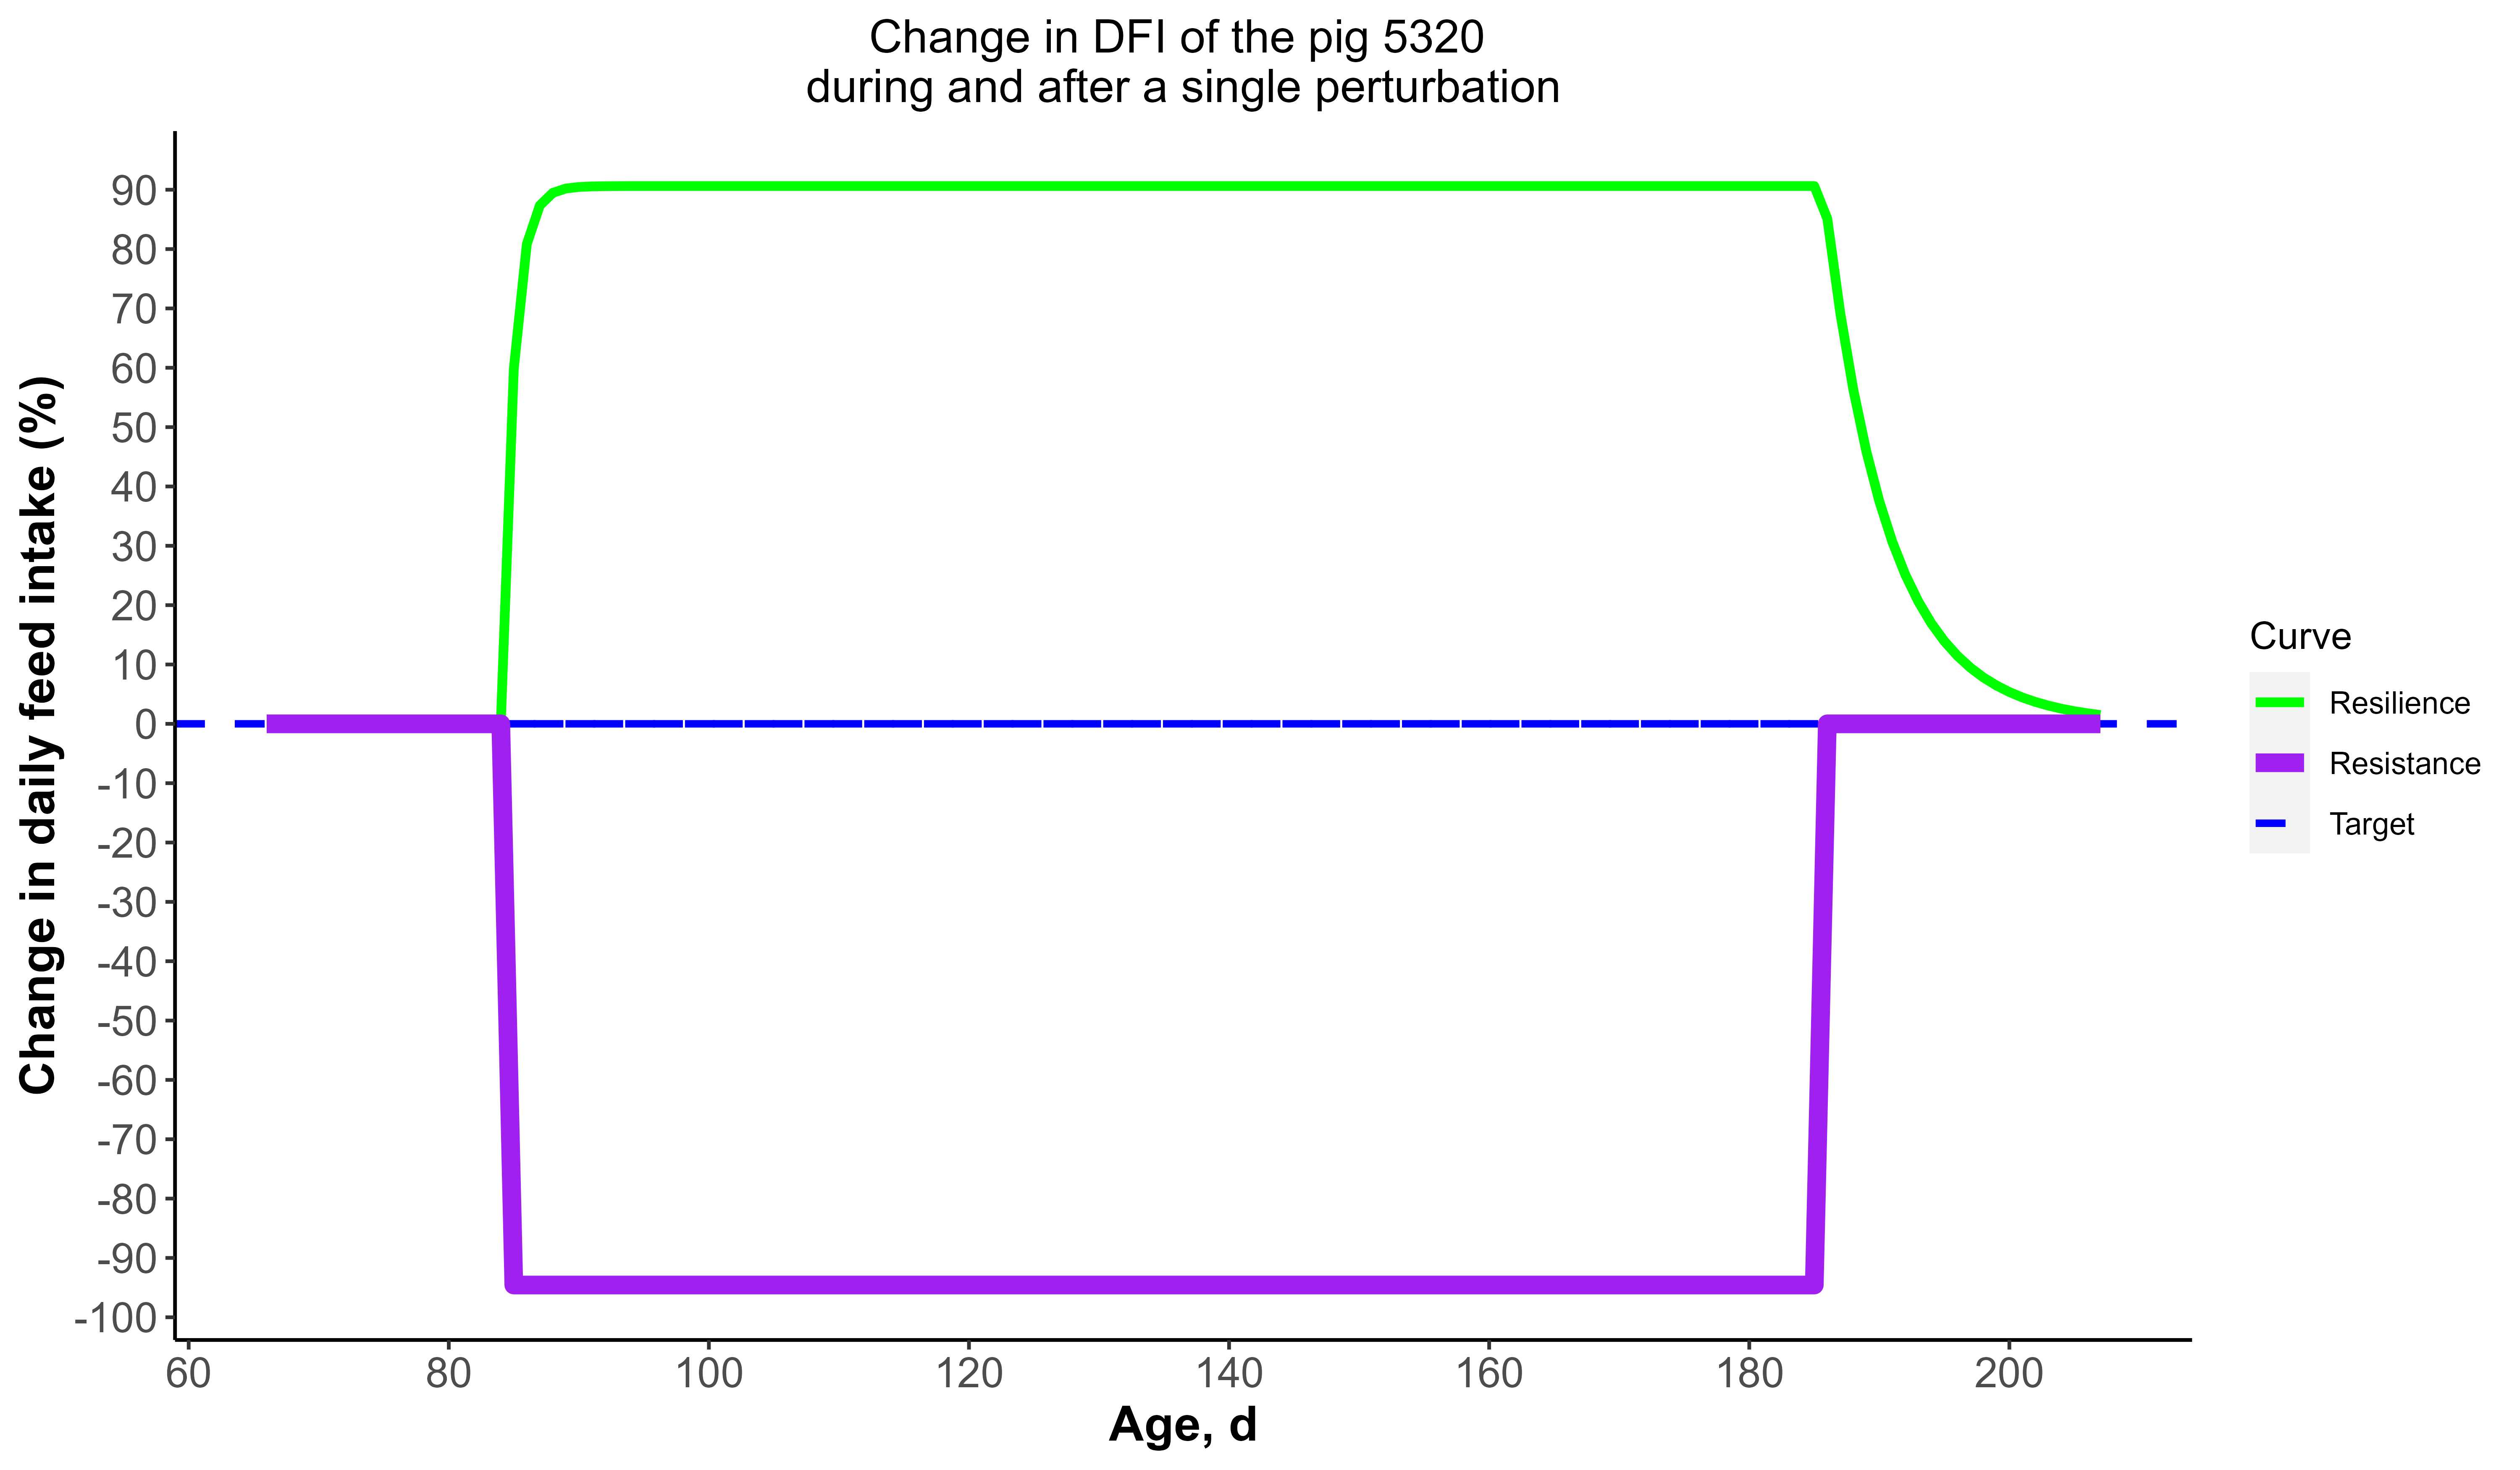 Change in DFI of the pig 5320
during and after a single perturbation
Change in daily feed intake (%)
90
80
70
60
50
40
30
20
10
0
-10
-20
-30
-40
-50
-60
-70
-80
-90
-100
60 80 100 120 140 160 180 200
Age, d
Curve
Resilience
Resistance
Target